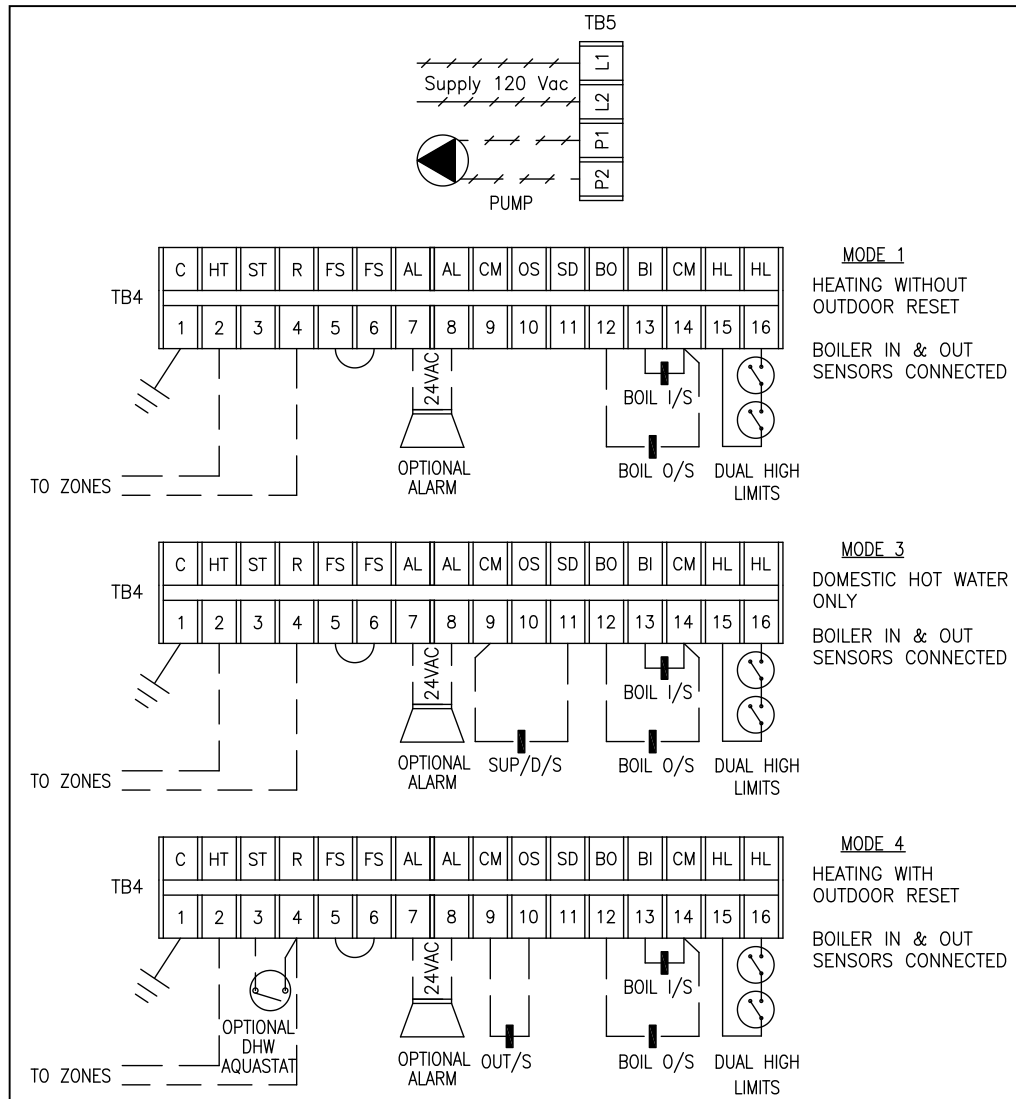 TB5
L1
Supply 120 Vac
L2
P1
P2
PUMP
C HT ST R FS FS AL AL CM OS SD BO BI CM HL HL
TB4
1 2 3 4 5 6 7 8 9 10 11 12 13 14 15 16
MODE 1
HEATING WITHOUT
OUTDOOR RESET
BOILER IN & OUT
SENSORS CONNECTED
24VAC
BOIL I/S
OPTIONAL
ALARM
BOIL O/S
DUAL HIGH
LIMITS
TO ZONES
C HT ST R FS FS AL AL CM OS SD BO BI CM HL HL
TB4
1 2 3 4 5 6 7 8 9 10 11 12 13 14 15 16
MODE 3
DOMESTIC HOT WATER
ONLY
BOILER IN & OUT
SENSORS CONNECTED
24VAC
BOIL I/S
OPTIONAL
ALARM
SUP/D/S
BOIL O/S
DUAL HIGH
LIMITS
TO ZONES
C HT ST R FS FS AL AL CM OS SD BO BI CM HL HL
TB4
1 2 3 4 5 6 7 8 9 10 11 12 13 14 15 16
MODE 4
HEATING WITH
OUTDOOR RESET
BOILER IN & OUT
SENSORS CONNECTED
24VAC
BOIL I/S
OPTIONAL
DHW
AQUASTAT
OPTIONAL
ALARM
OUT/S
BOIL O/S
DUAL HIGH
LIMITS
TO ZONES